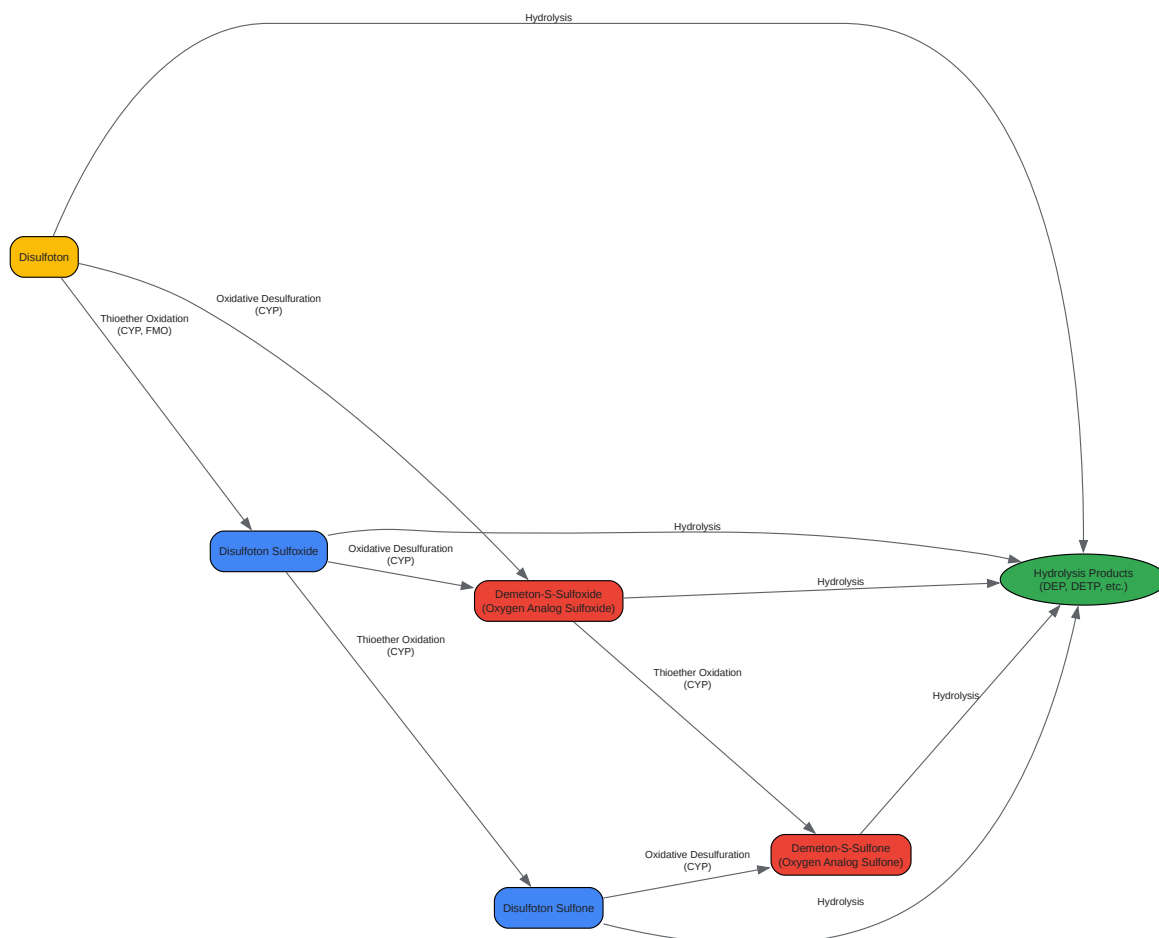 Hydrolysis
Disulfoton
Oxidative Desulfuration
(CYP)
Thioether Oxidation
(CYP, FMO)
Hydrolysis
Disulfoton Sulfoxide
Oxidative Desulfuration
(CYP)
Hydrolysis Products
(DEP, DETP, etc.)
Hydrolysis
Demeton-S-Sulfoxide
(Oxygen Analog Sulfoxide)
Thioether Oxidation
(CYP)
Thioether Oxidation
(CYP)
Hydrolysis
Demeton-S-Sulfone
(Oxygen Analog Sulfone)
Oxidative Desulfuration
(CYP)
Hydrolysis
Disulfoton Sulfone